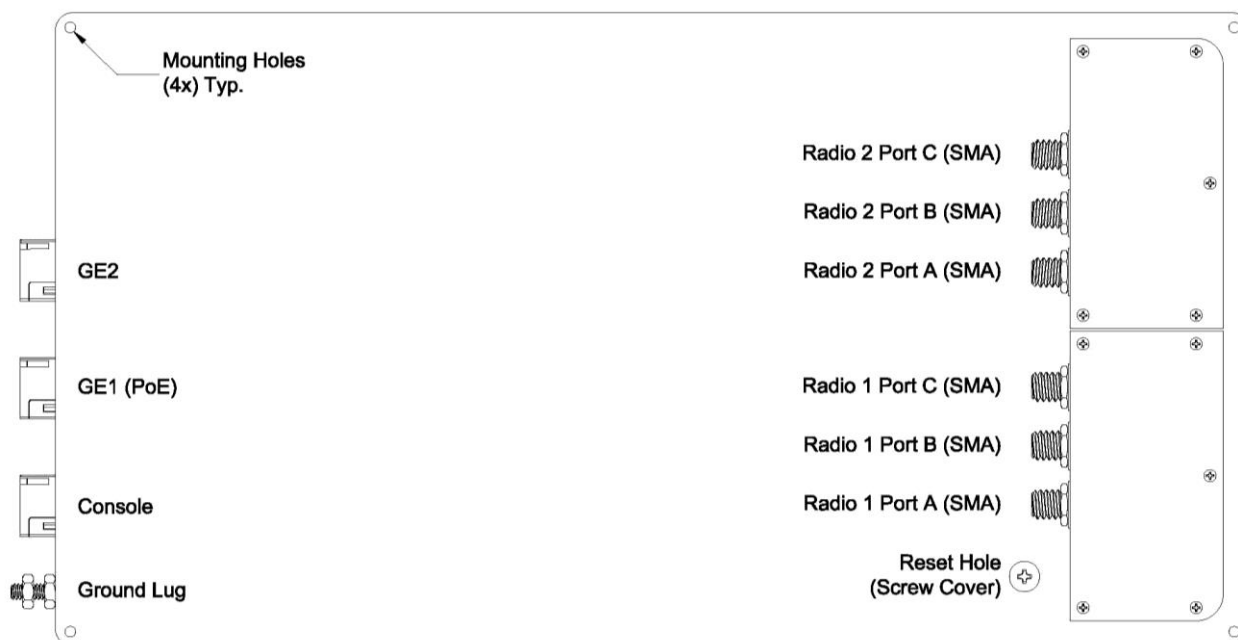 Mounting Holes
(4x) Typ.
Radio 2 Port C (SMA)
Radio 2 Port B (SMA)
GE2
Radio 2 Port A (SMA)
GE1 (PoE)
Radio 1 Port C (SMA)
Radio 1 Port B (SMA)
Console
Radio 1 Port A (SMA)
Reset Hole
(Screw Cover)
Ground Lug